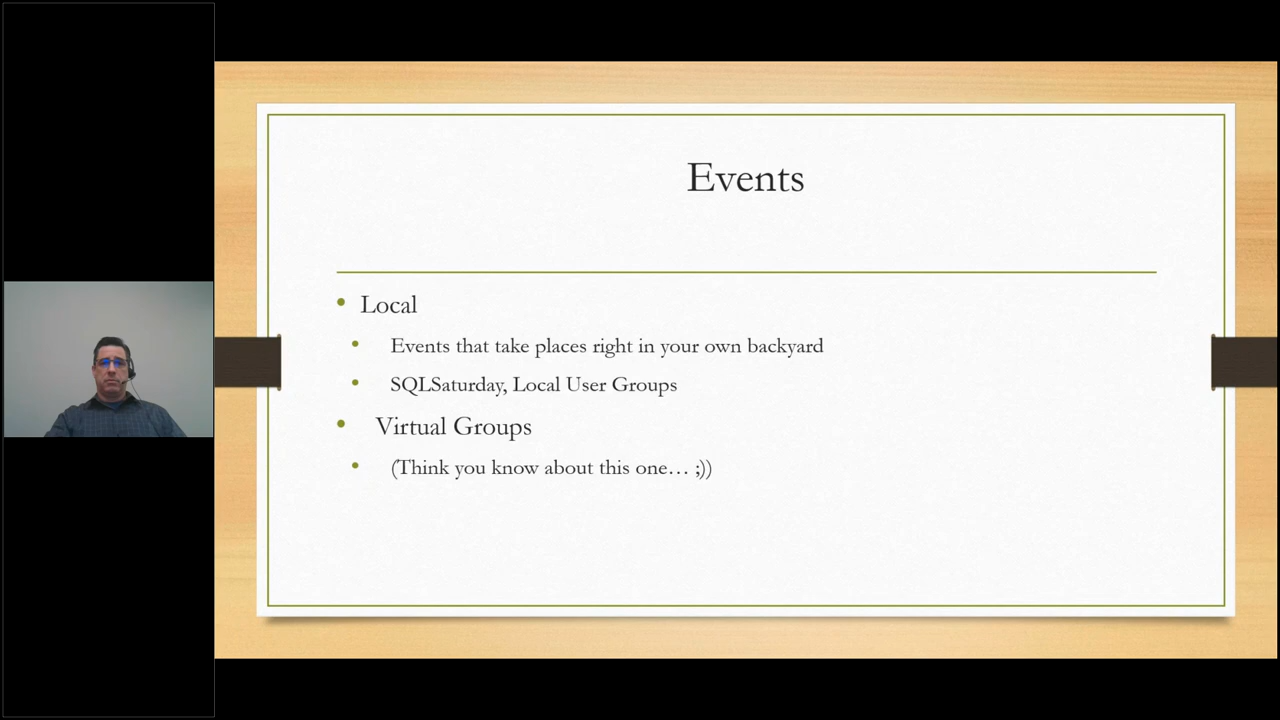 Events
Local
Events that take places right in your own backyard
SQLSaturday, Local User Groups
Virtual Groups
(Think you know about this one… ;))